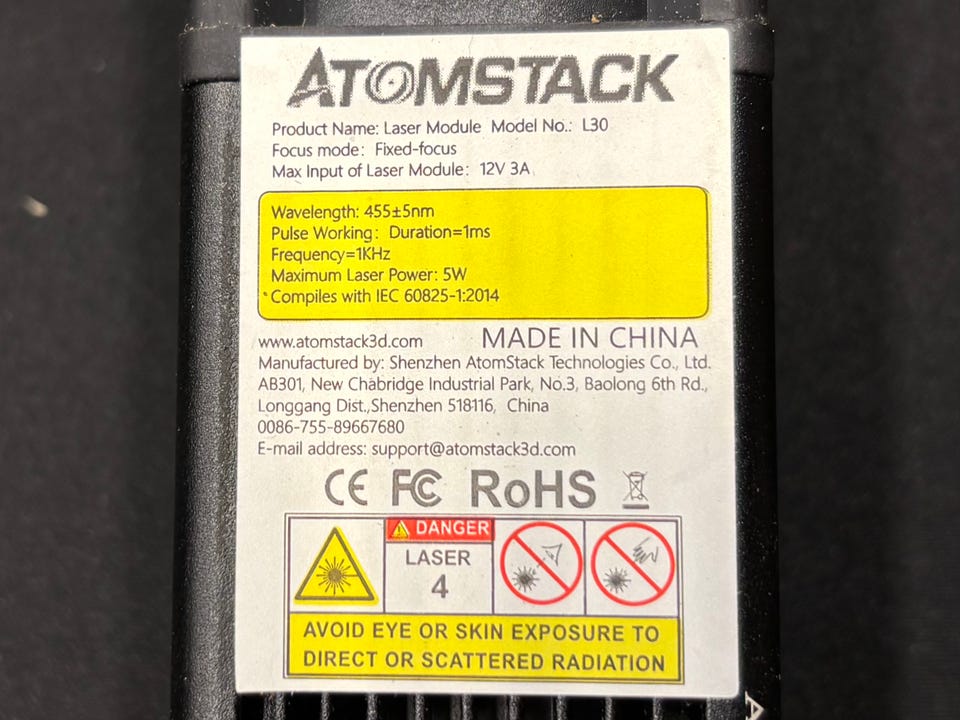 ATOMSTACK
Product Name: Laser Module Model No.: L30
Focus mode: Fixed-focus
Max Input of Laser Module: 12V 3A
Wavelength: 455±5nm
Pulse Working: Duration=1ms
Frequency=1KHz
Maximum Laser Power: 5W
Compiles with IEC 60825-1:2014
www.atomstack3d.com MADE IN CHINA
Manufactured by: Shenzhen AtomStack Technologies Co., Ltd.
AB301, New Chabridge Industrial Park, No.3, Baolong 6th Rd.,
Longgang Dist.,Shenzhen 518116, China
0086-755-89667680
E-mail address: support@atomstack3d.com
CE FC RoHS
DANGER
LASER
4
AVOID EYE OR SKIN EXPOSURE TO
DIRECT OR SCATTERED RADIATION